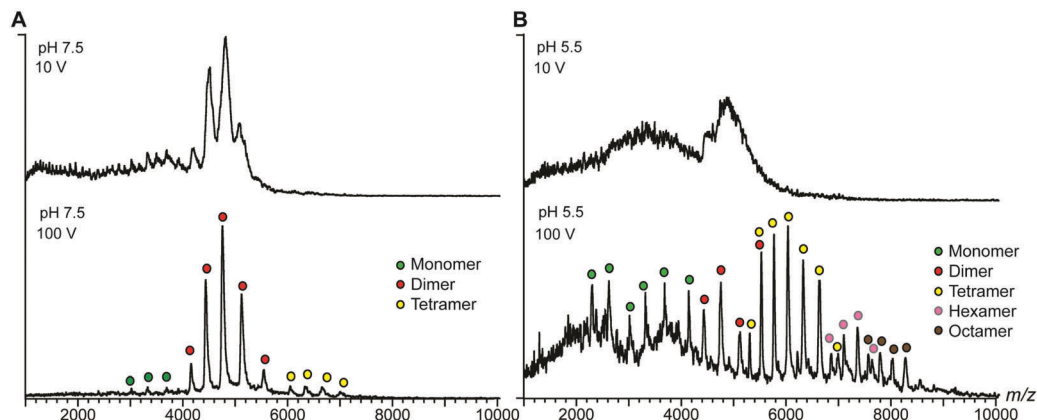 A
pH 7.5
10 V
pH 7.5
100 V
Monomer
Dimer
Tetramer
2000 4000 6000 8000 10000
B
pH 5.5
10 V
pH 5.5
100 V
Monomer
Dimer
Tetramer
Hexamer
Octamer
2000 4000 6000 8000 10000 m/z